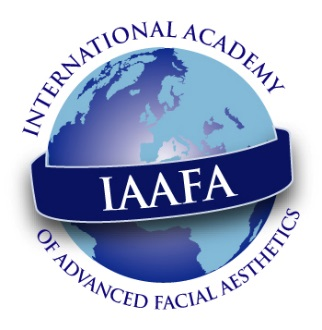 INTERNATIONAL ACADEMY
IAAFA
OF ADVANCED FACIAL AESTHETICS